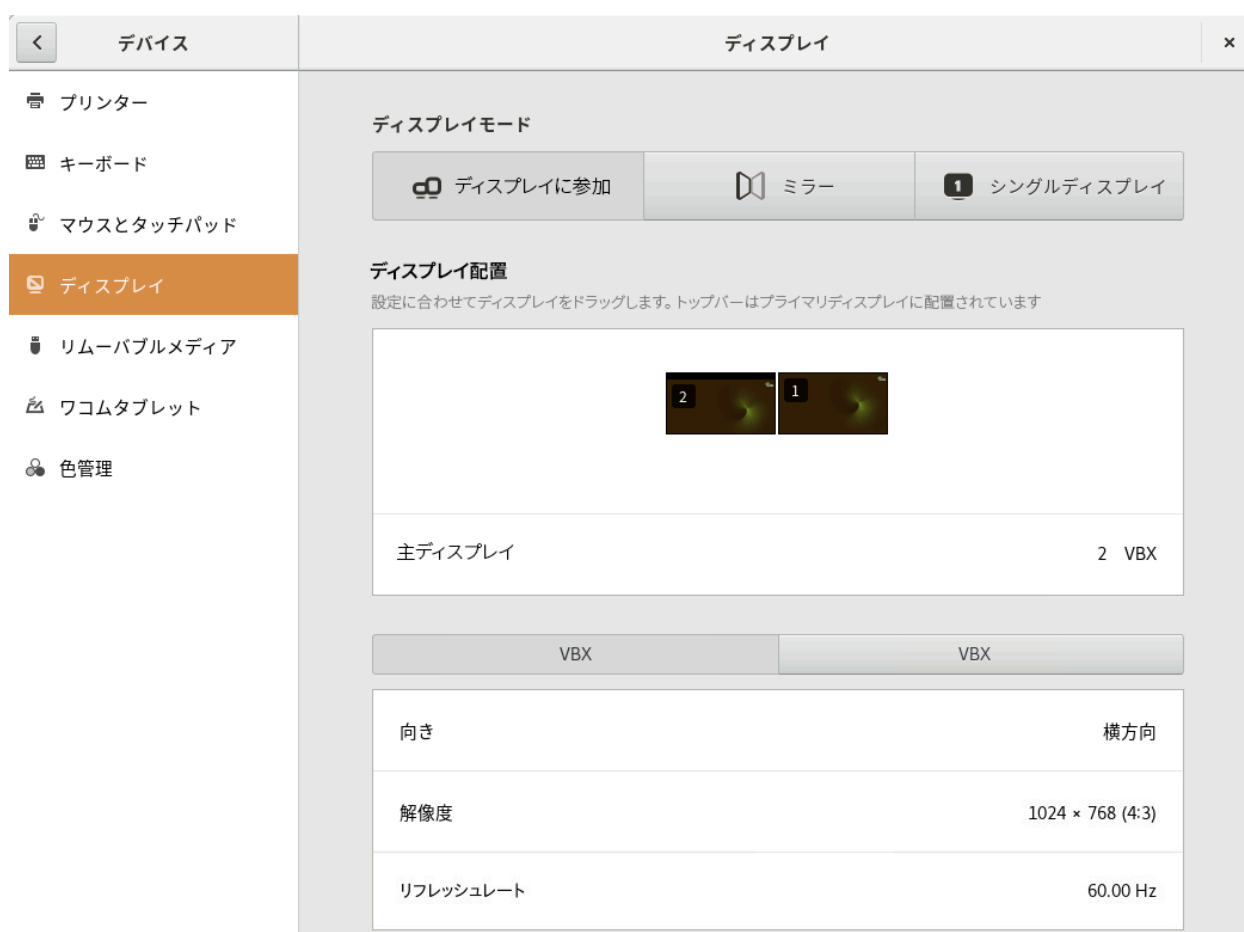 デバイス
ディスプレイ
×
プリンター
キーボード
マウスとタッチパッド
ディスプレイ
リムーバブルメディア
ワコムタブレット
色管理
ディスプレイモード
ディスプレイに参加
ミラー
1 シングルディスプレイ
ディスプレイ配置
設定に合わせてディスプレイをドラッグします。トップバーはプライマリディスプレイに配置されています
2
1
主ディスプレイ 2 VBX
VBX
VBX
向き 横方向
解像度 1024 × 768 (4:3)
リフレッシュレート 60.00 Hz